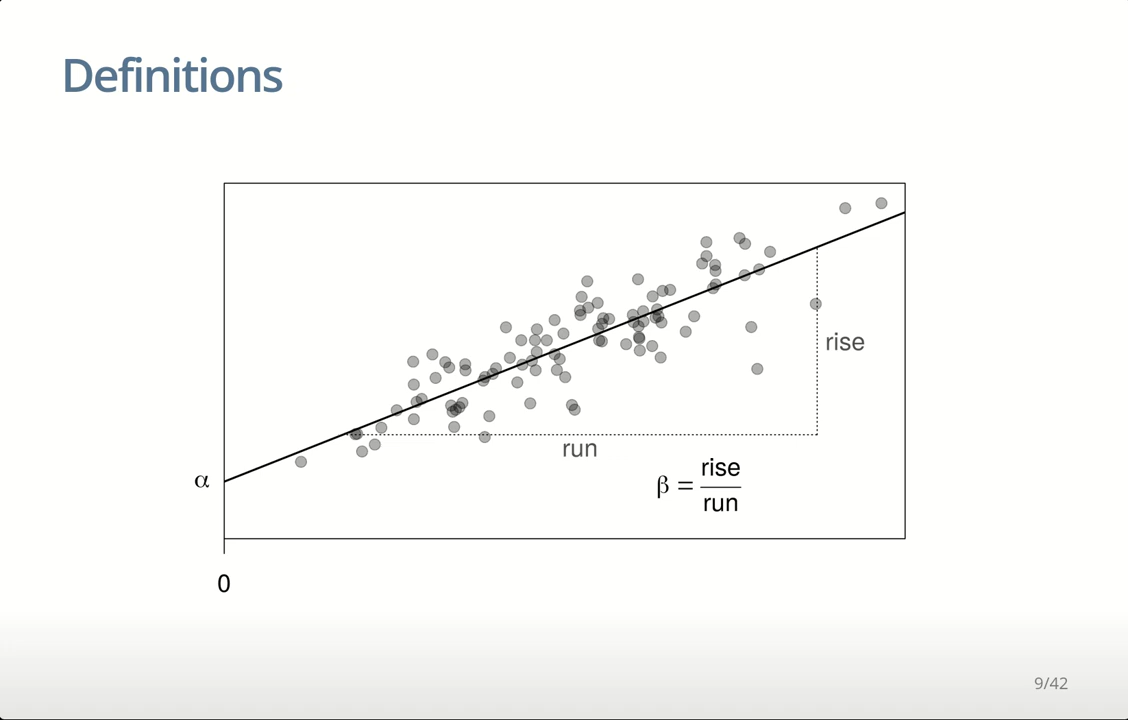 Definitions
rise
run
α
β = rise
run
0
9/42